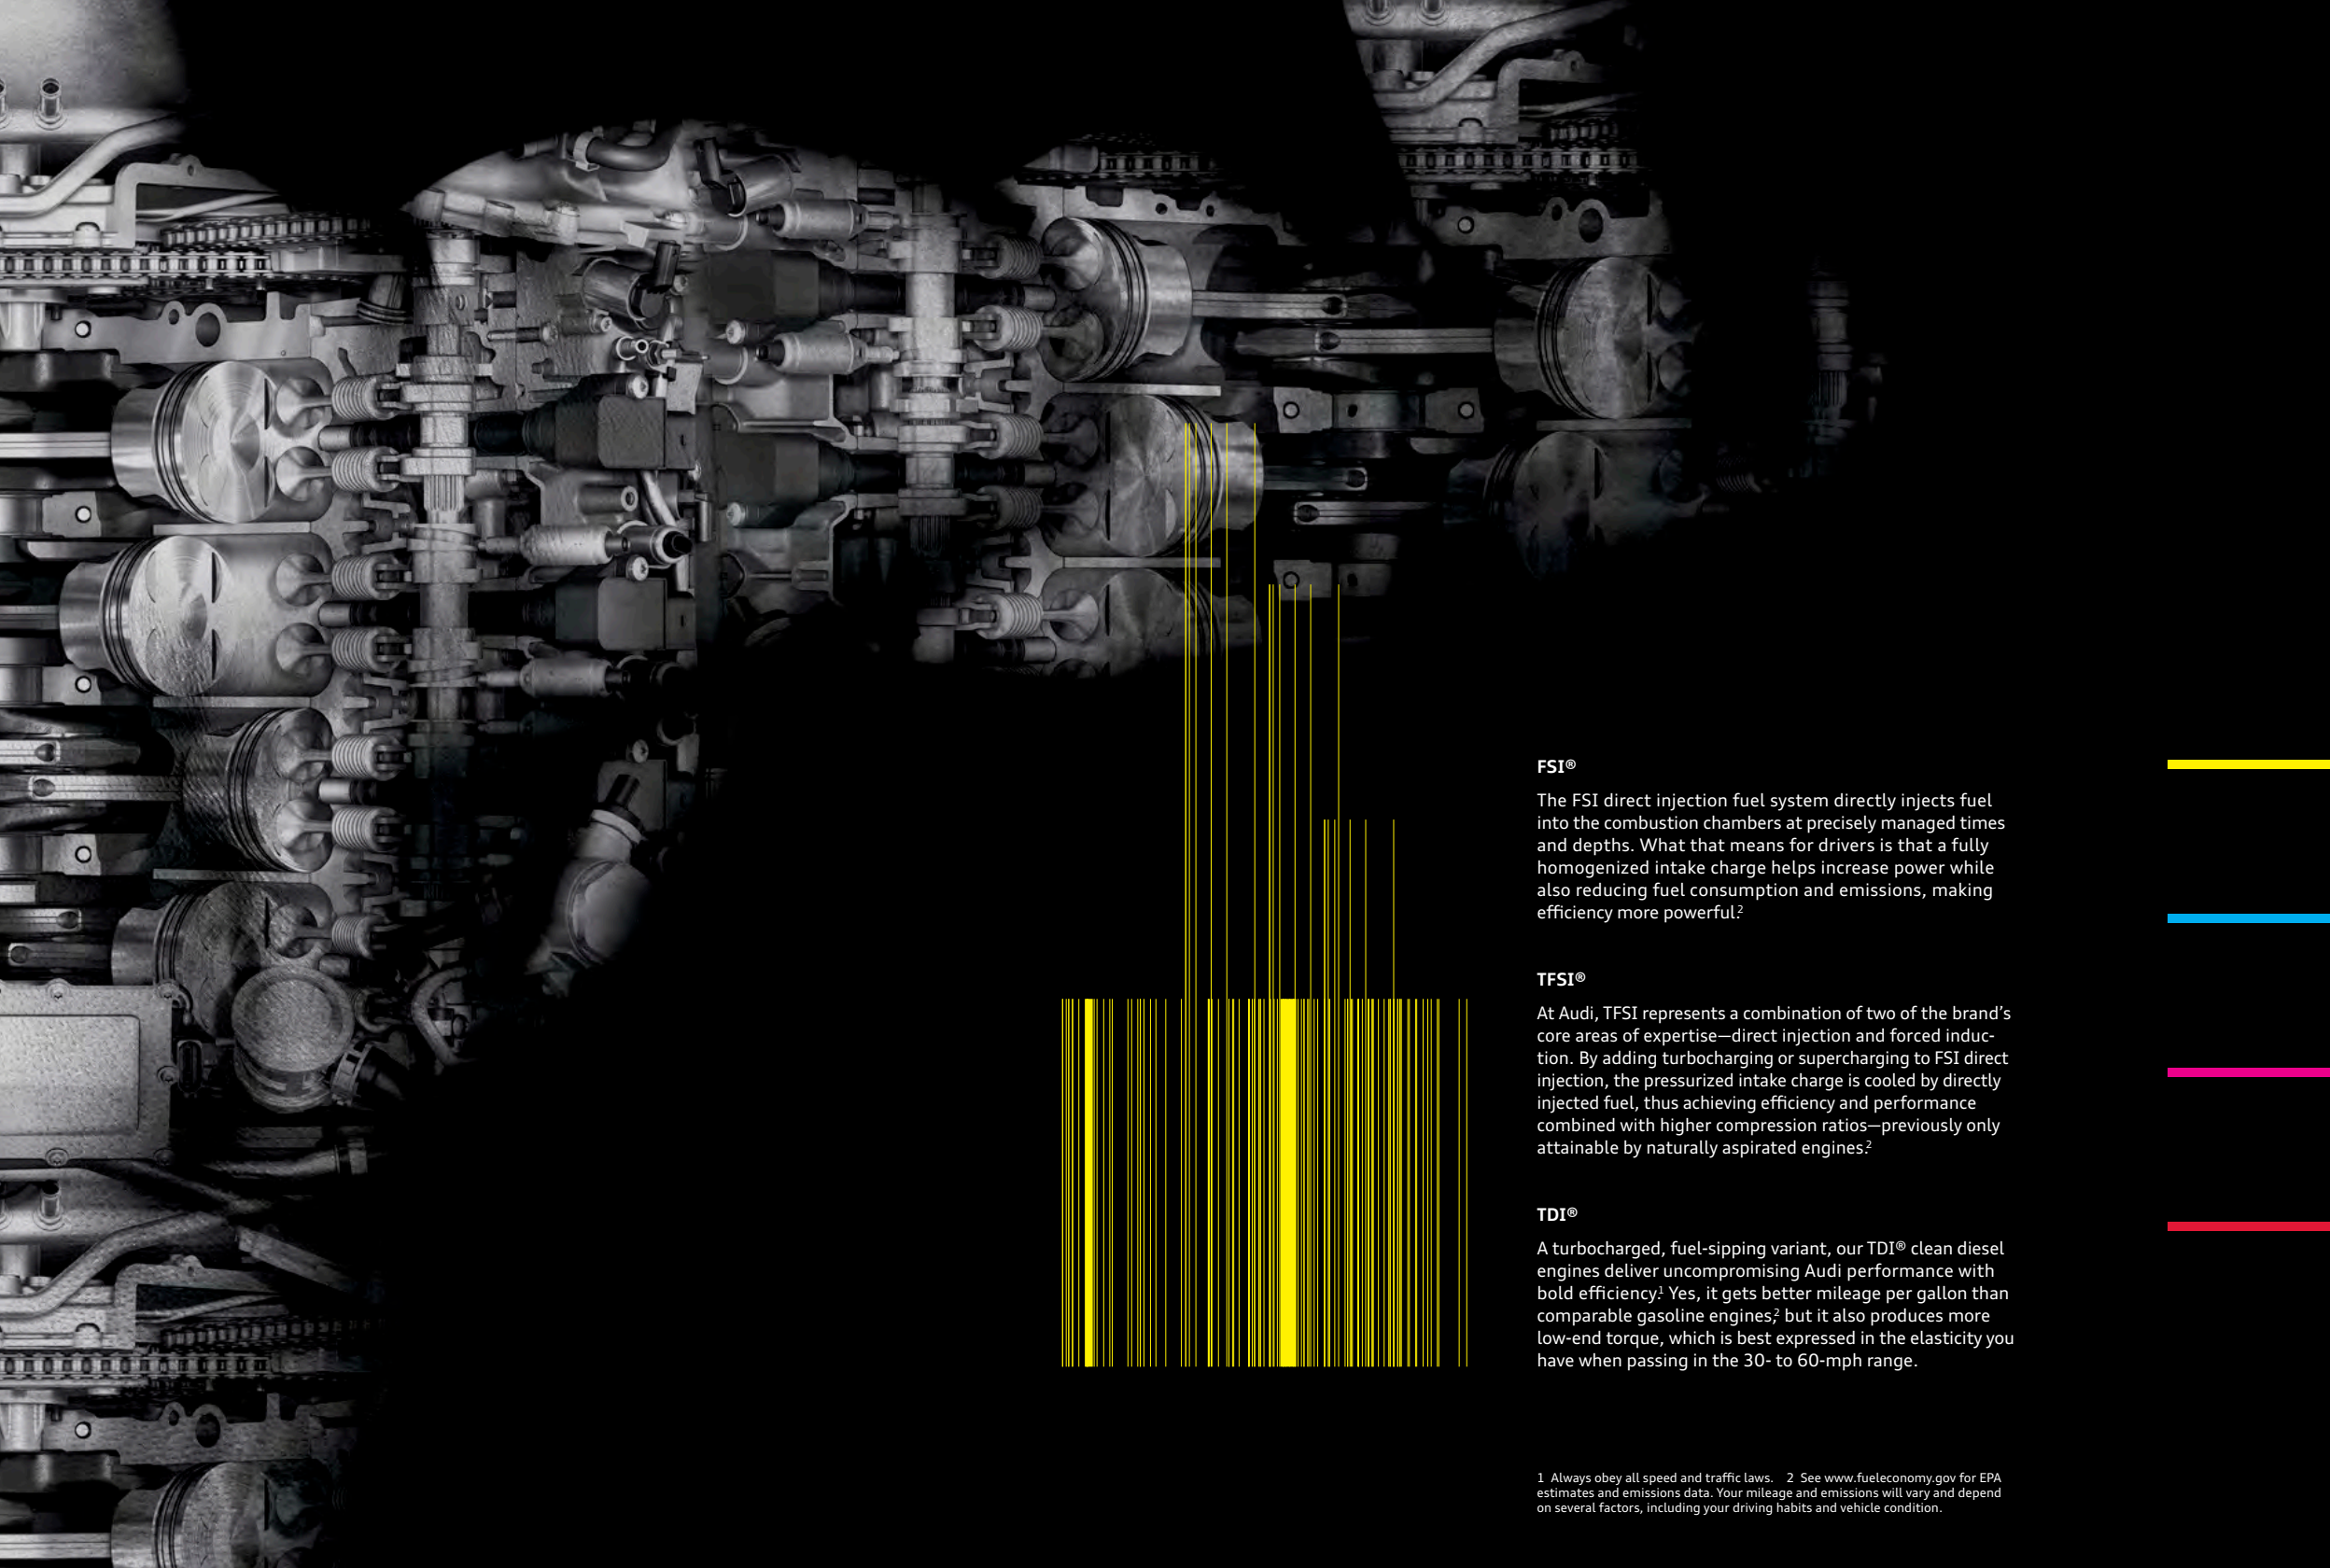 FSI®
The FSI direct injection fuel system directly injects fuel
into the combustion chambers at precisely managed times
and depths. What that means for drivers is that a fully
homogenized intake charge helps increase power while
also reducing fuel consumption and emissions, making
efficiency more powerful.2
TFSI®
At Audi, TFSI represents a combination of two of the brand’s
core areas of expertise—direct injection and forced induc-
tion. By adding turbocharging or supercharging to FSI direct
injection, the pressurized intake charge is cooled by directly
injected fuel, thus achieving efficiency and performance
combined with higher compression ratios—previously only
attainable by naturally aspirated engines.2
TDI®
A turbocharged, fuel-sipping variant, our TDI® clean diesel
engines deliver uncompromising Audi performance with
bold efficiency.1 Yes, it gets better mileage per gallon than
comparable gasoline engines,2 but it also produces more
low-end torque, which is best expressed in the elasticity you
have when passing in the 30- to 60-mph range.
1 Always obey all speed and traffic laws. 2 See www.fueleconomy.gov for EPA
estimates and emissions data. Your mileage and emissions will vary and depend
on several factors, including your driving habits and vehicle condition.